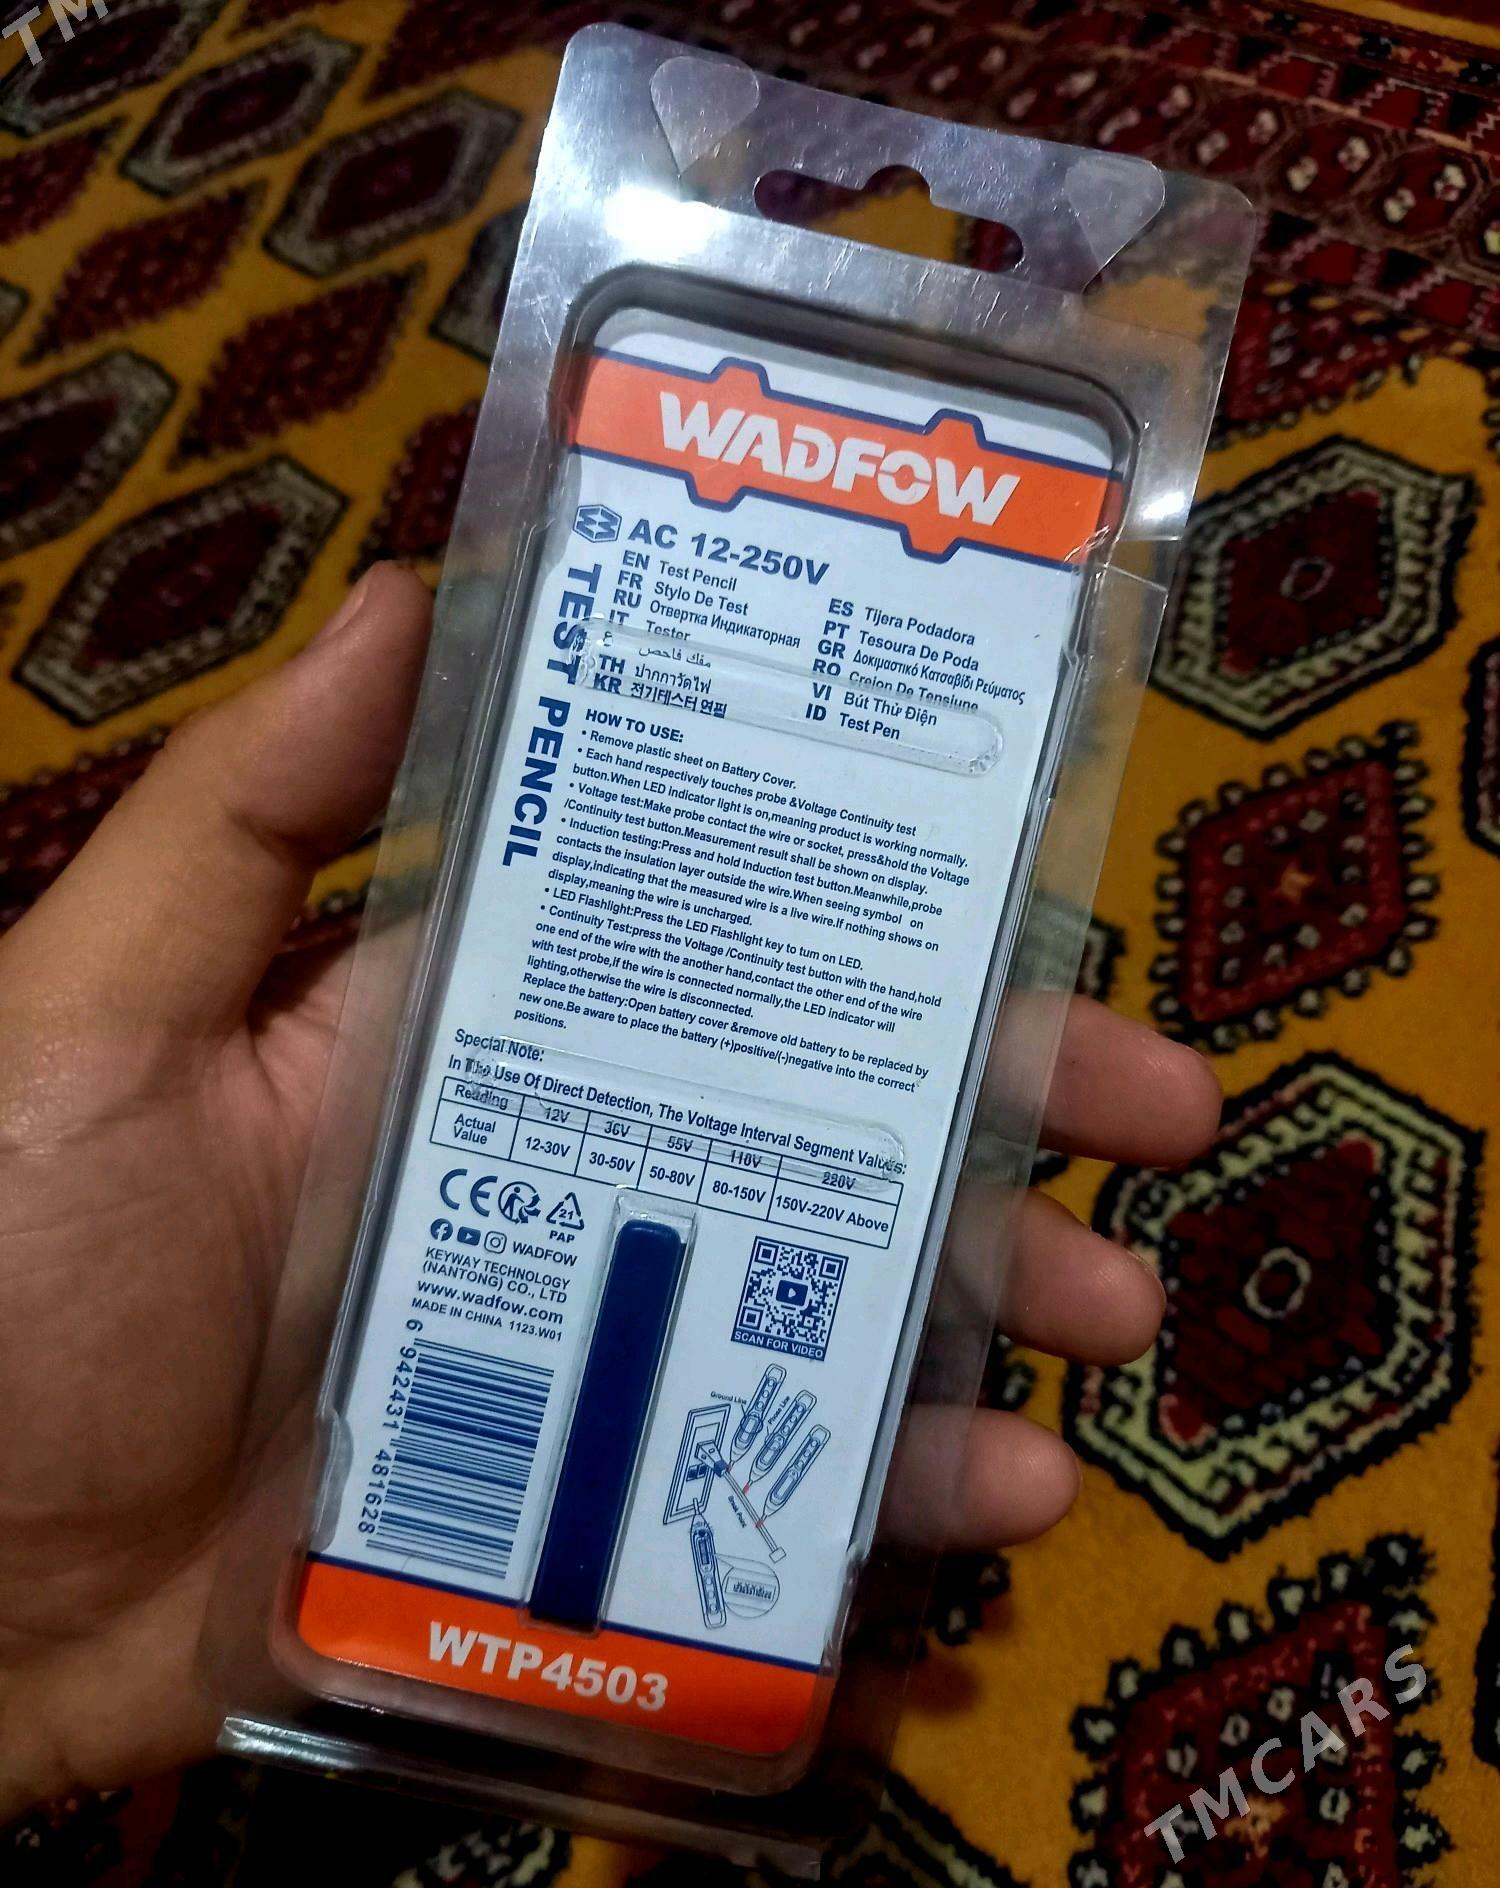 TM
WADFOW
AC 12-250V
TEST PENCIL
EN Test Pencil
FR Stylo De Test
RU Отвертка Индикаторная
IT Tester
مفك فاحص
TH ปากกาวัดไฟ
KR 전기테스터 연필
ES Tijera Podadora
PT Tesoura De Poda
GR Δοκιμαστικό Κατσαβίδι Ρεύματος
RO Creion De Tensiune
VI Bút Thử Điện
ID Test Pen
HOW TO USE:
• Remove plastic sheet on Battery Cover.
• Each hand respectively touches probe &Voltage Continuity test
button.When LED indicator light is on,meaning product is working normally.
• Voltage test:Make probe contact the wire or socket, press&hold the Voltage
/Continuity test button.Measurement result shall be shown on display.
• Induction testing:Press and hold Induction test button.Meanwhile,probe
contacts the insulation layer outside the wire.When seeing symbol on
display,indicating that the measured wire is a live wire.If nothing shows on
display,meaning the wire is uncharged.
• LED Flashlight:Press the LED Flashlight key to turn on LED.
• Continuity Test:press the Voltage /Continuity test button with the hand,hold
one end of the wire with the another hand,contact the other end of the wire
with test probe,if the wire is connected normally,the LED indicator will
lighting,otherwise the wire is disconnected.
Replace the battery:Open battery cover &remove old battery to be replaced by
new one.Be aware to place the battery (+)positive/(-)negative into the correct
positions.
Special Note:
In The Use Of Direct Detection, The Voltage Interval Segment Values:
Reading 12V 36V 55V 110V 220V
Actual Value 12-30V 30-50V 50-80V 80-150V 150V-220V Above
CE
21
PAP
WADFOW
KEYWAY TECHNOLOGY
(NANTONG) CO., LTD
www.wadfow.com
MADE IN CHINA 1123.W01
6 942431 481628
SCAN FOR VIDEO
Ground Line
Phase Line
Break Point
WTP4503
TMCARS